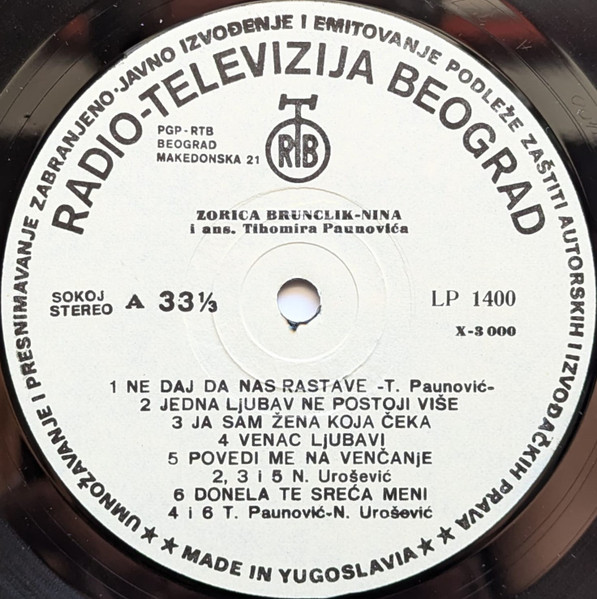 UMNOŽAVANJE I PRESNIMAVANJE ZABRANJENO·JAVNO IZVOĐENJE I EMITOVANJE PODLEŽE ZAŠTITI AUTORSKIH I IZVOĐAČKIH PRAVA
RADIO-TELEVIZIJA BEOGRAD
PGP-RTB
BEOGRAD
MAKEDONSKA 21
RTB
ZORICA BRUNCLIK-NINA
i ans. Tihomira Paunovića
SOKOJ
STEREO
A 33⅓
LP 1400
X-3000
1 NE DAJ DA NAS RASTAVE -T. Paunović-
2 JEDNA LjUBAV NE POSTOJI VIŠE
3 JA SAM ŽENA KOJA ČEKA
4 VENAC LjUBAVI
5 POVEDI ME NA VENČANjE
2, 3 i 5 N. Urošević
6 DONELA TE SREĆA MENI
4 i 6 T. Paunović-N. Urošević
★★ MADE IN YUGOSLAVIA ★★